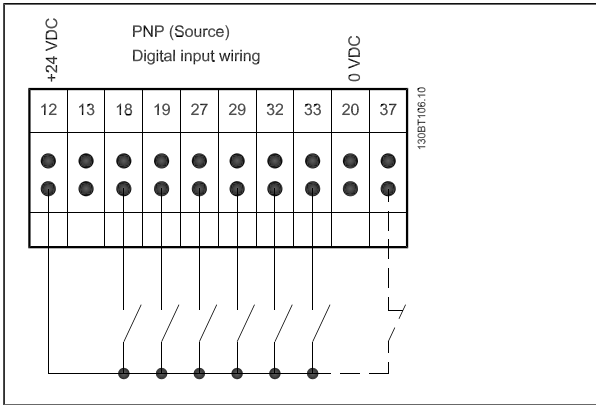 PNP (Source)
Digital input wiring
+24 VDC
0 VDC
12 13 18 19 27 29 32 33 20 37
130BT106.10